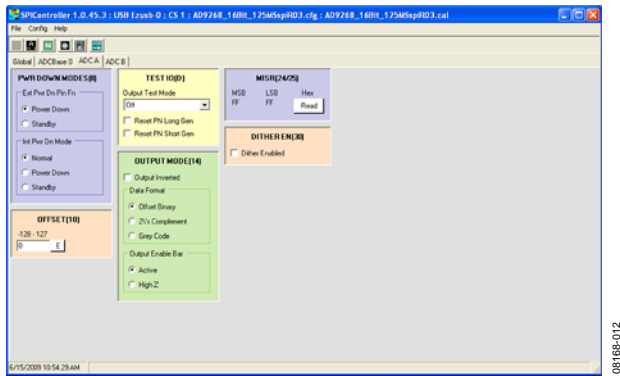 SPIController 1.0.45.3 : USB Ezusb-0 : CS 1 : AD9268_16Bit_125MSspiR03.cfg : AD9268_16Bit_125MSspiR03.cal
File Config Help
Global ADCBase 0 ADC A ADC B
PWR DOWN MODES(8)
Ext Pwr Dn Pin Fn
Power Down
Standby
Int Pwr Dn Mode
Normal
Power Down
Standby
OFFSET(10)
-128 - 127
0 E
TEST IO(D)
Output Test Mode
Off
Reset PN Long Gen
Reset PN Short Gen
OUTPUT MODE(14)
Output Inverted
Data Format
Offset Binary
2\'s Complement
Gray Code
Output Enable Bar
Active
High-Z
MISR(24/25)
MSB LSB Hex
FF FF Read
DITHER EN(30)
Dither Enabled
6/15/2009 10:54:29 AM
08168-012